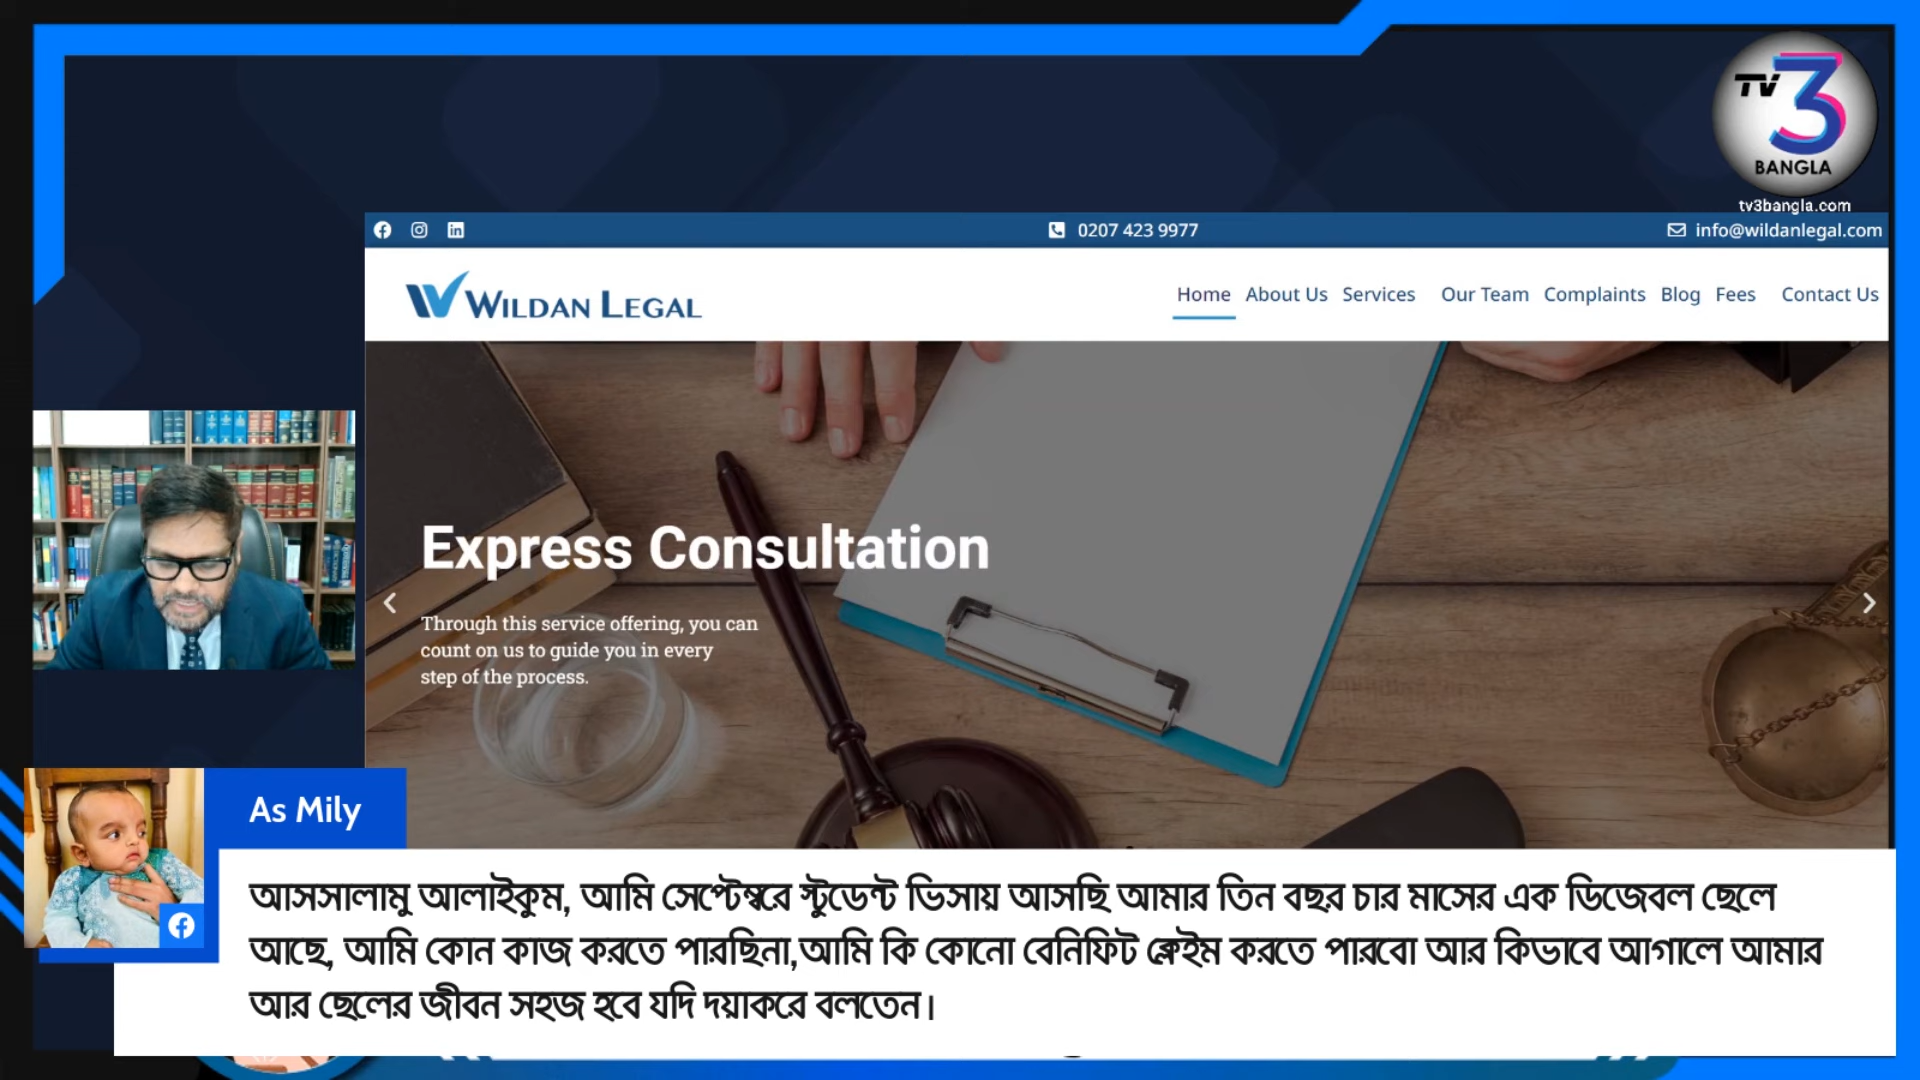 TV 3
BANGLA
tv3bangla.com
0207 423 9977
info@wildanlegal.com
WILDAN LEGAL
Home About Us Services Our Team Complaints Blog Fees Contact Us
Express Consultation
Through this service offering, you can
count on us to guide you in every
step of the process.
As Mily
আসসালামু আলাইকুম, আমি সেপ্টেম্বরে স্টুডেন্ট ভিসায় আসছি আমার তিন বছর চার মাসের এক ডিজেবল ছেলে
আছে, আমি কোন কাজ করতে পারছিনা,আমি কি কোনো বেনিফিট ক্লেইম করতে পারবো আর কিভাবে আগালে আমার
আর ছেলের জীবন সহজ হবে যদি দয়াকরে বলতেন।